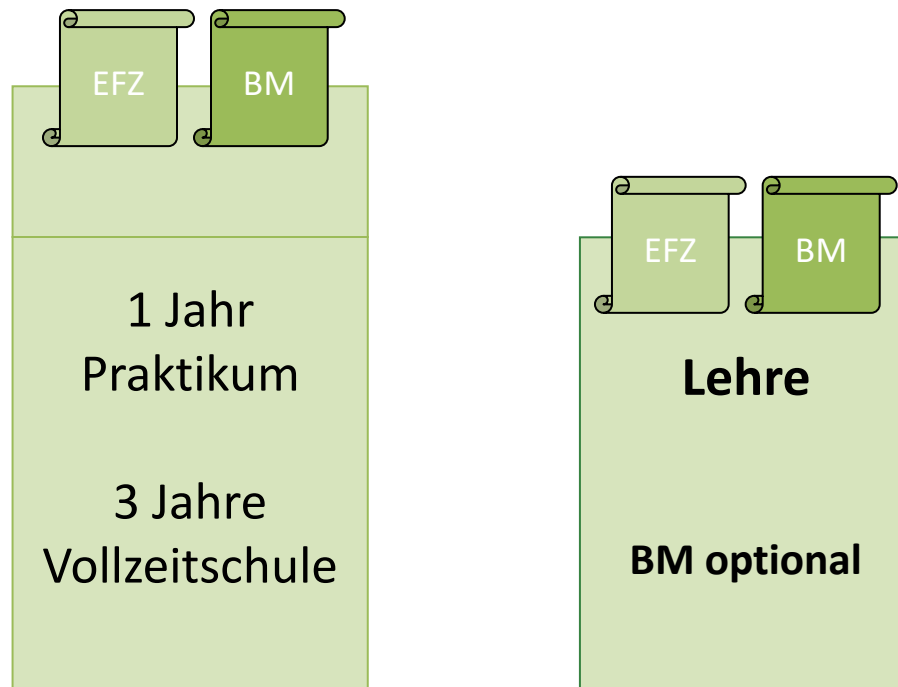 EFZ
BM
1 Jahr
Praktikum
3 Jahre
Vollzeitschule
EFZ
BM
Lehre
BM optional